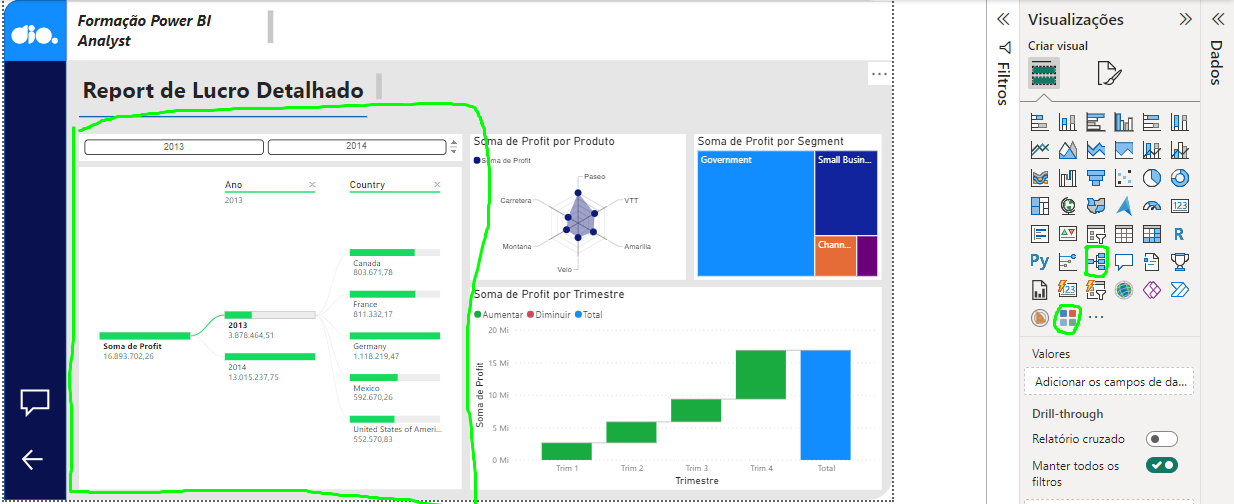 dio.
Formação Power BI
Analyst
Report de Lucro Detalhado
2013
2014
Ano
2013
Country
Canada
803.671,78
France
811.332,17
2013
3.878.464,51
Soma de Profit
16.893.702,26
Germany
1.118.219,47
2014
13.015.237,75
Mexico
592.670,26
United States of Ameri...
552.570,83
Soma de Profit por Produto
Soma de Profit
Paseo
Carretera
VTT
Montana
Amarilla
Velo
Soma de Profit por Segment
Government
Small Busin...
Chann...
Soma de Profit por Trimestre
Aumentar
Diminuir
Total
20 Mi
15 Mi
10 Mi
5 Mi
0 Mi
Soma de Profit
Trim 1
Trim 2
Trim 3
Trim 4
Total
Trimestre
Filtros
Visualizações
Criar visual
123
R
Py
123
Valores
Adicionar os campos de da...
Drill-through
Relatório cruzado
Manter todos os
filtros
Dados